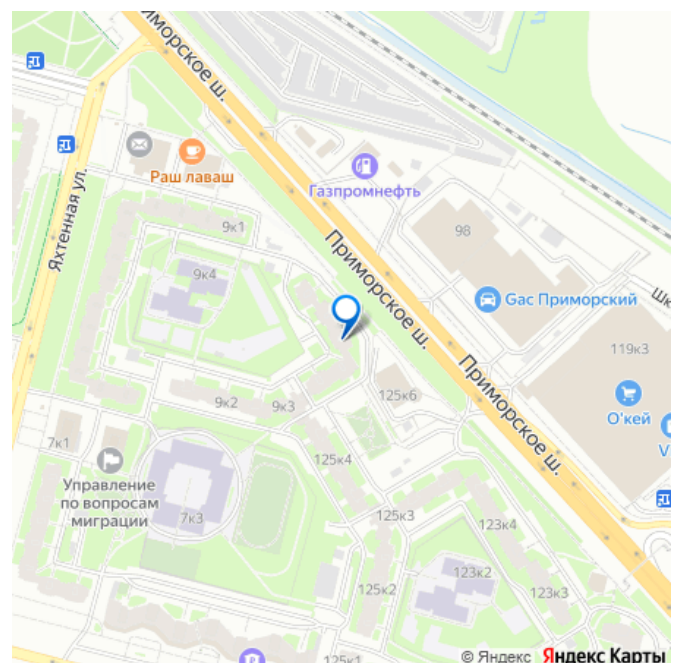 Приморское ш.
Раш лаваш
Газпромнефть
Яхтенная ул.
9к1
98
9к4
Приморское ш.
Gac Приморский
119к3
9к2
9к3
125к6
О'кей
Приморское ш.
7к1
125к4
Управление
по вопросам
миграции
7к3
125к3
123к4
123к2
125к2
123к3
125к1
© Яндекс Яндекс Карты